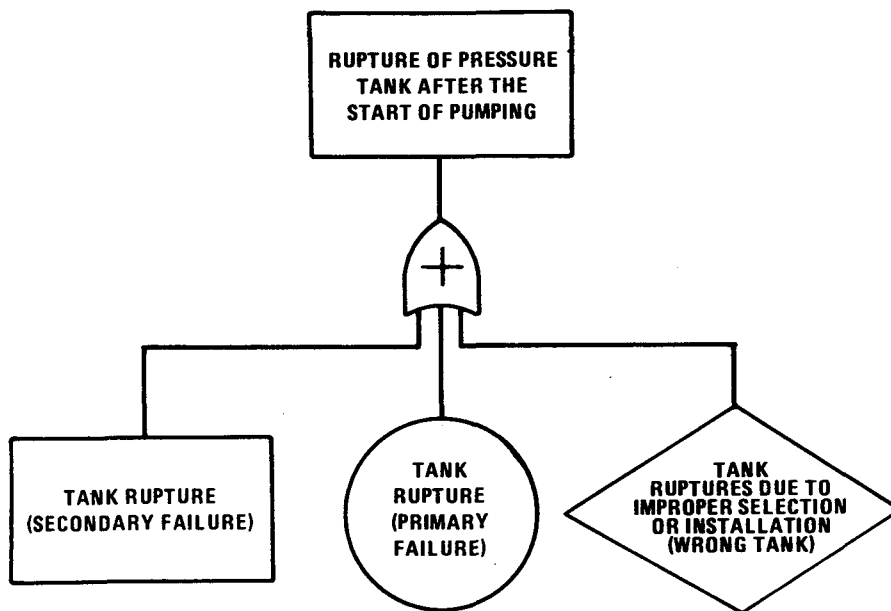 RUPTURE OF PRESSURE
TANK AFTER THE
START OF PUMPING
+
TANK RUPTURE
(SECONDARY FAILURE)
TANK
RUPTURE
(PRIMARY
FAILURE)
TANK
RUPTURES DUE TO
IMPROPER SELECTION
OR INSTALLATION
(WRONG TANK)